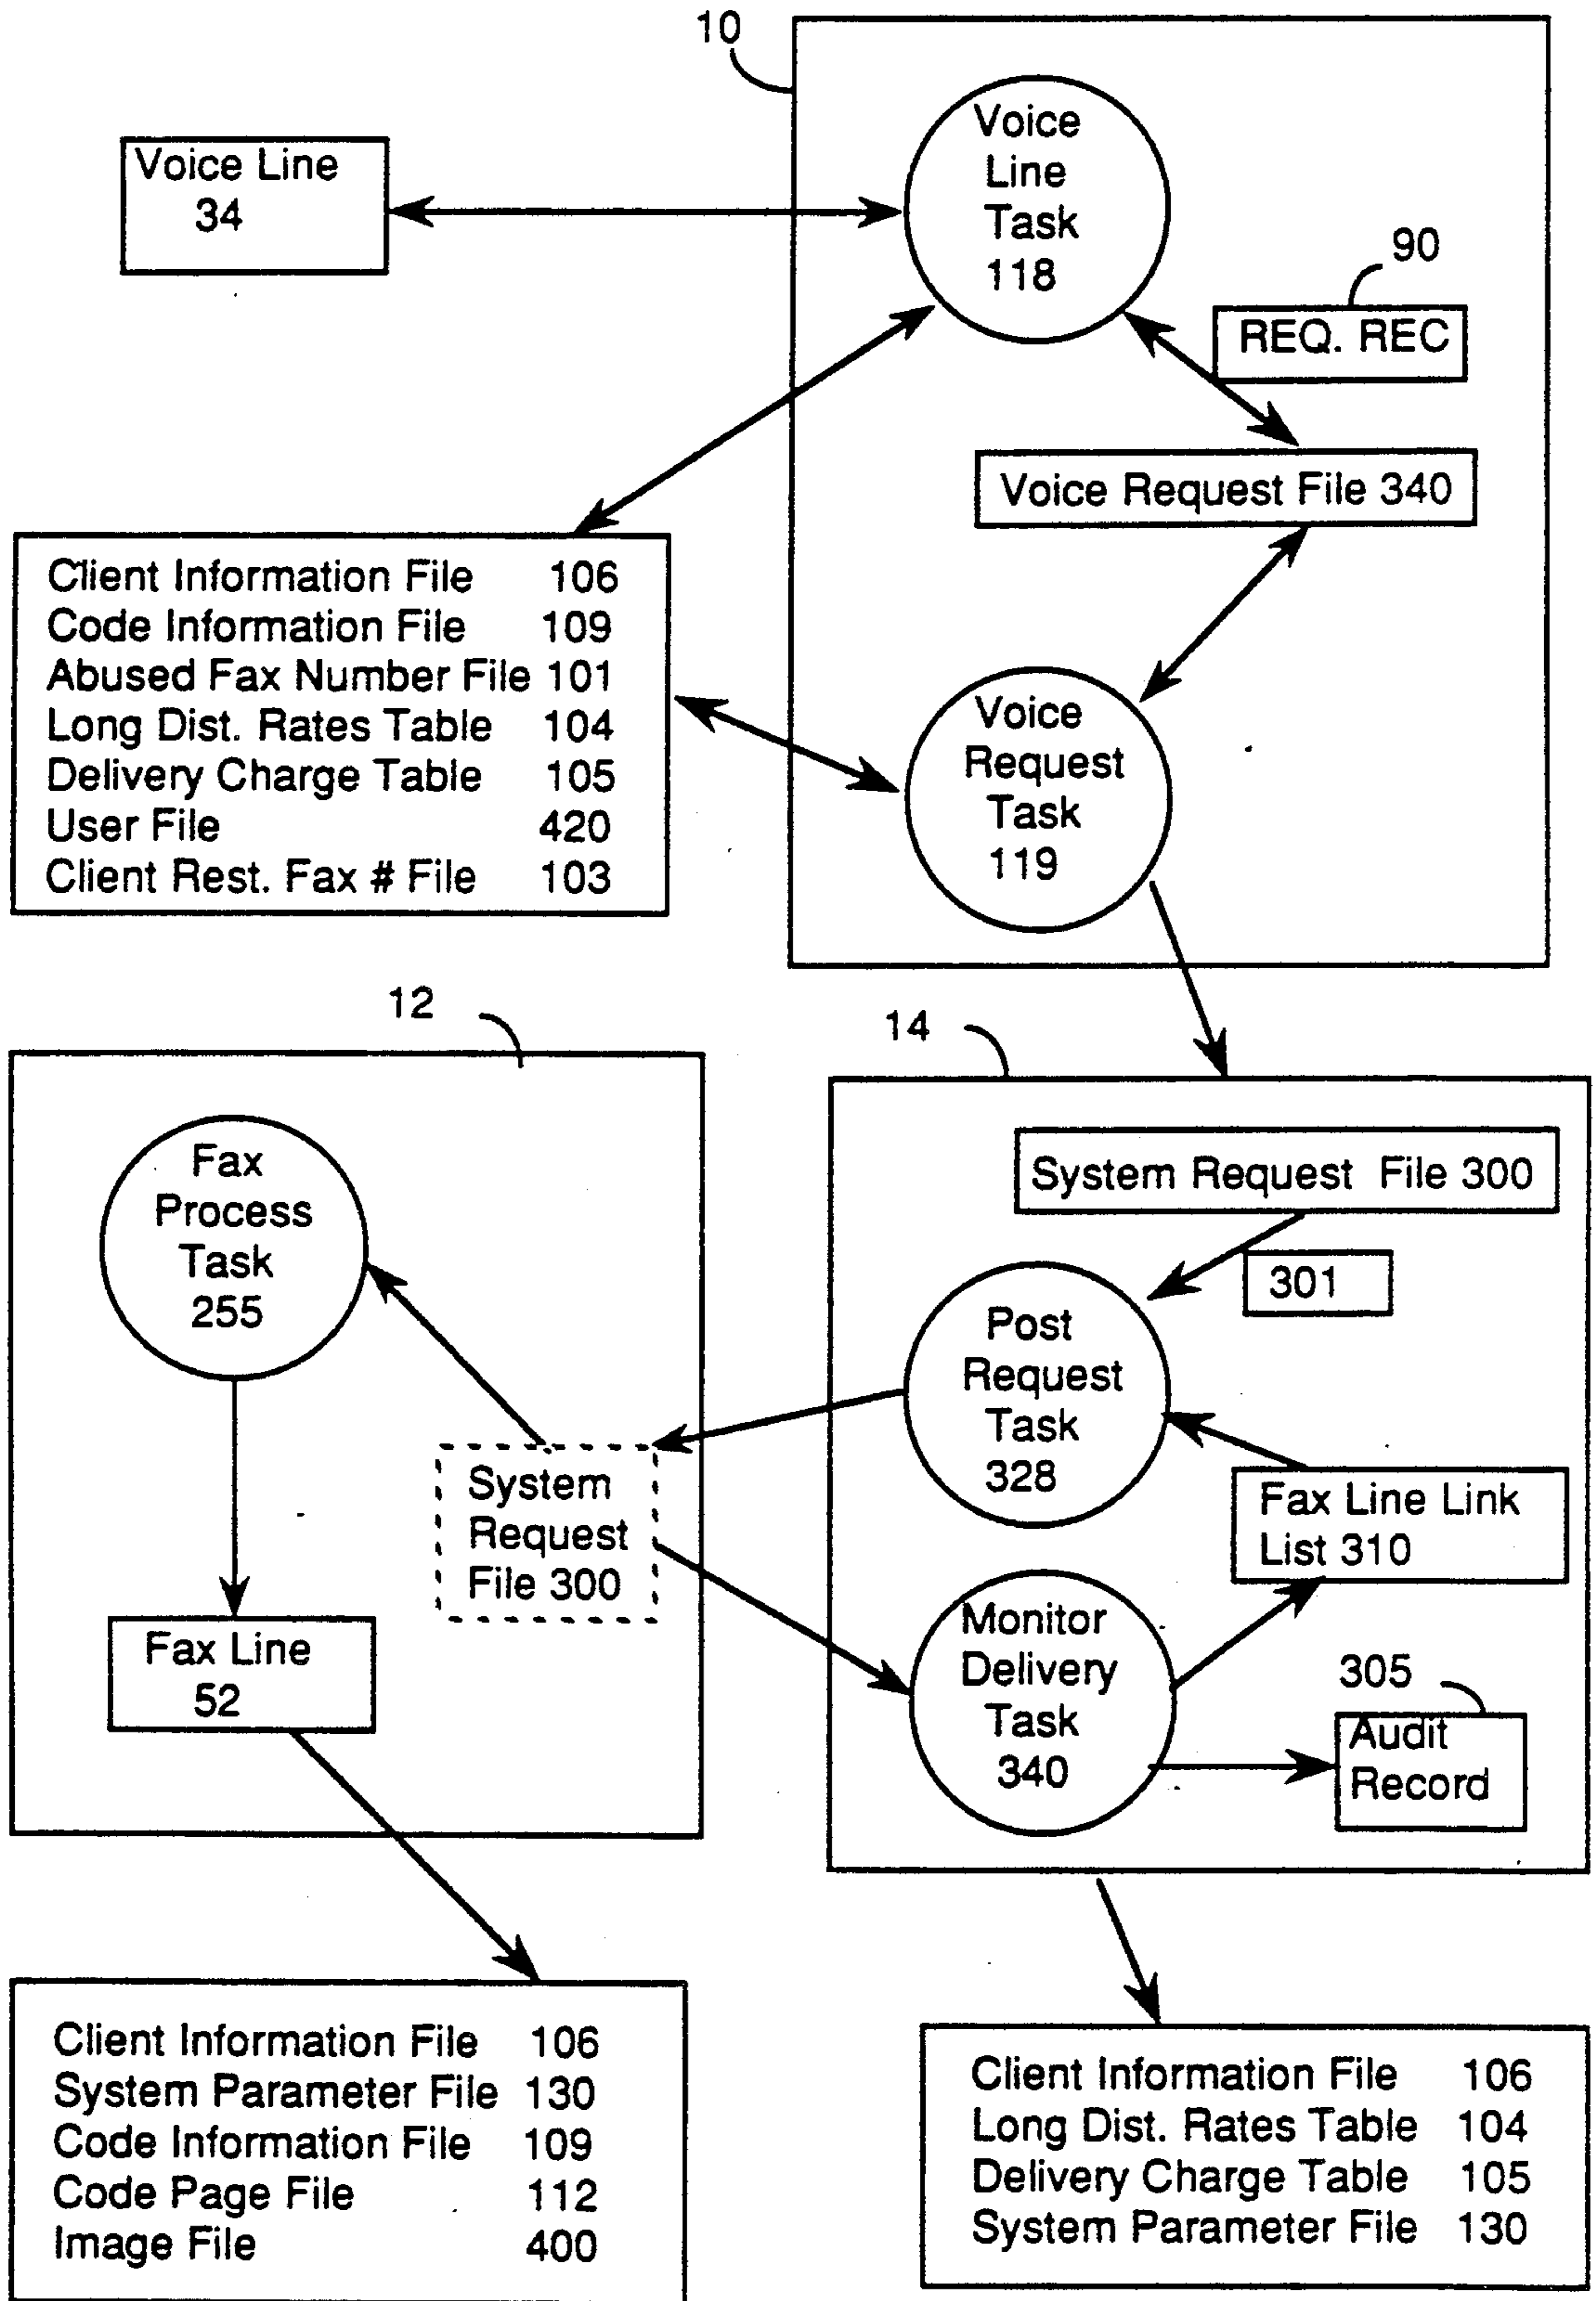 10
Voice
Line
Task
118
Voice Line
34
90
REQ. REC
Voice Request File 340
Client Information File 106
Code Information File 109
Abused Fax Number File 101
Long Dist. Rates Table 104
Delivery Charge Table 105
User File 420
Client Rest. Fax # File 103
Voice
Request
Task
119
12
14
Fax
Process
Task
255
System Request File 300
301
Post
Request
Task
328
System
Request
File 300
Fax Line Link
List 310
Fax Line
52
Monitor
Delivery
Task
340
305
Audit
Record
Client Information File 106
System Parameter File 130
Code Information File 109
Code Page File 112
Image File 400
Client Information File 106
Long Dist. Rates Table 104
Delivery Charge Table 105
System Parameter File 130